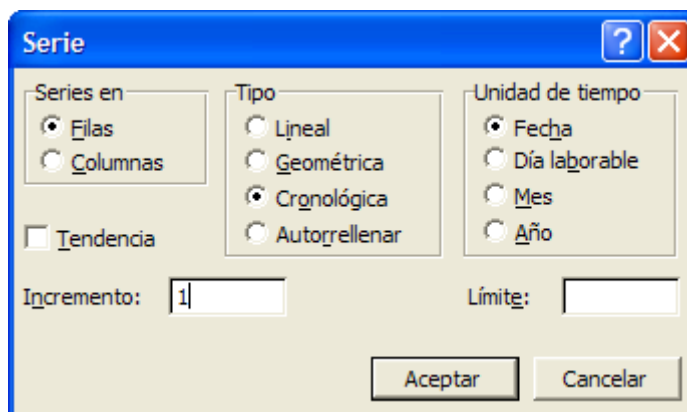 Serie
Series en
Filas
Columnas
Tipo
Lineal
Geométrica
Cronológica
Autorrellenar
Unidad de tiempo
Fecha
Día laborable
Mes
Año
Tendencia
Incremento: 1
Límite:
Aceptar
Cancelar